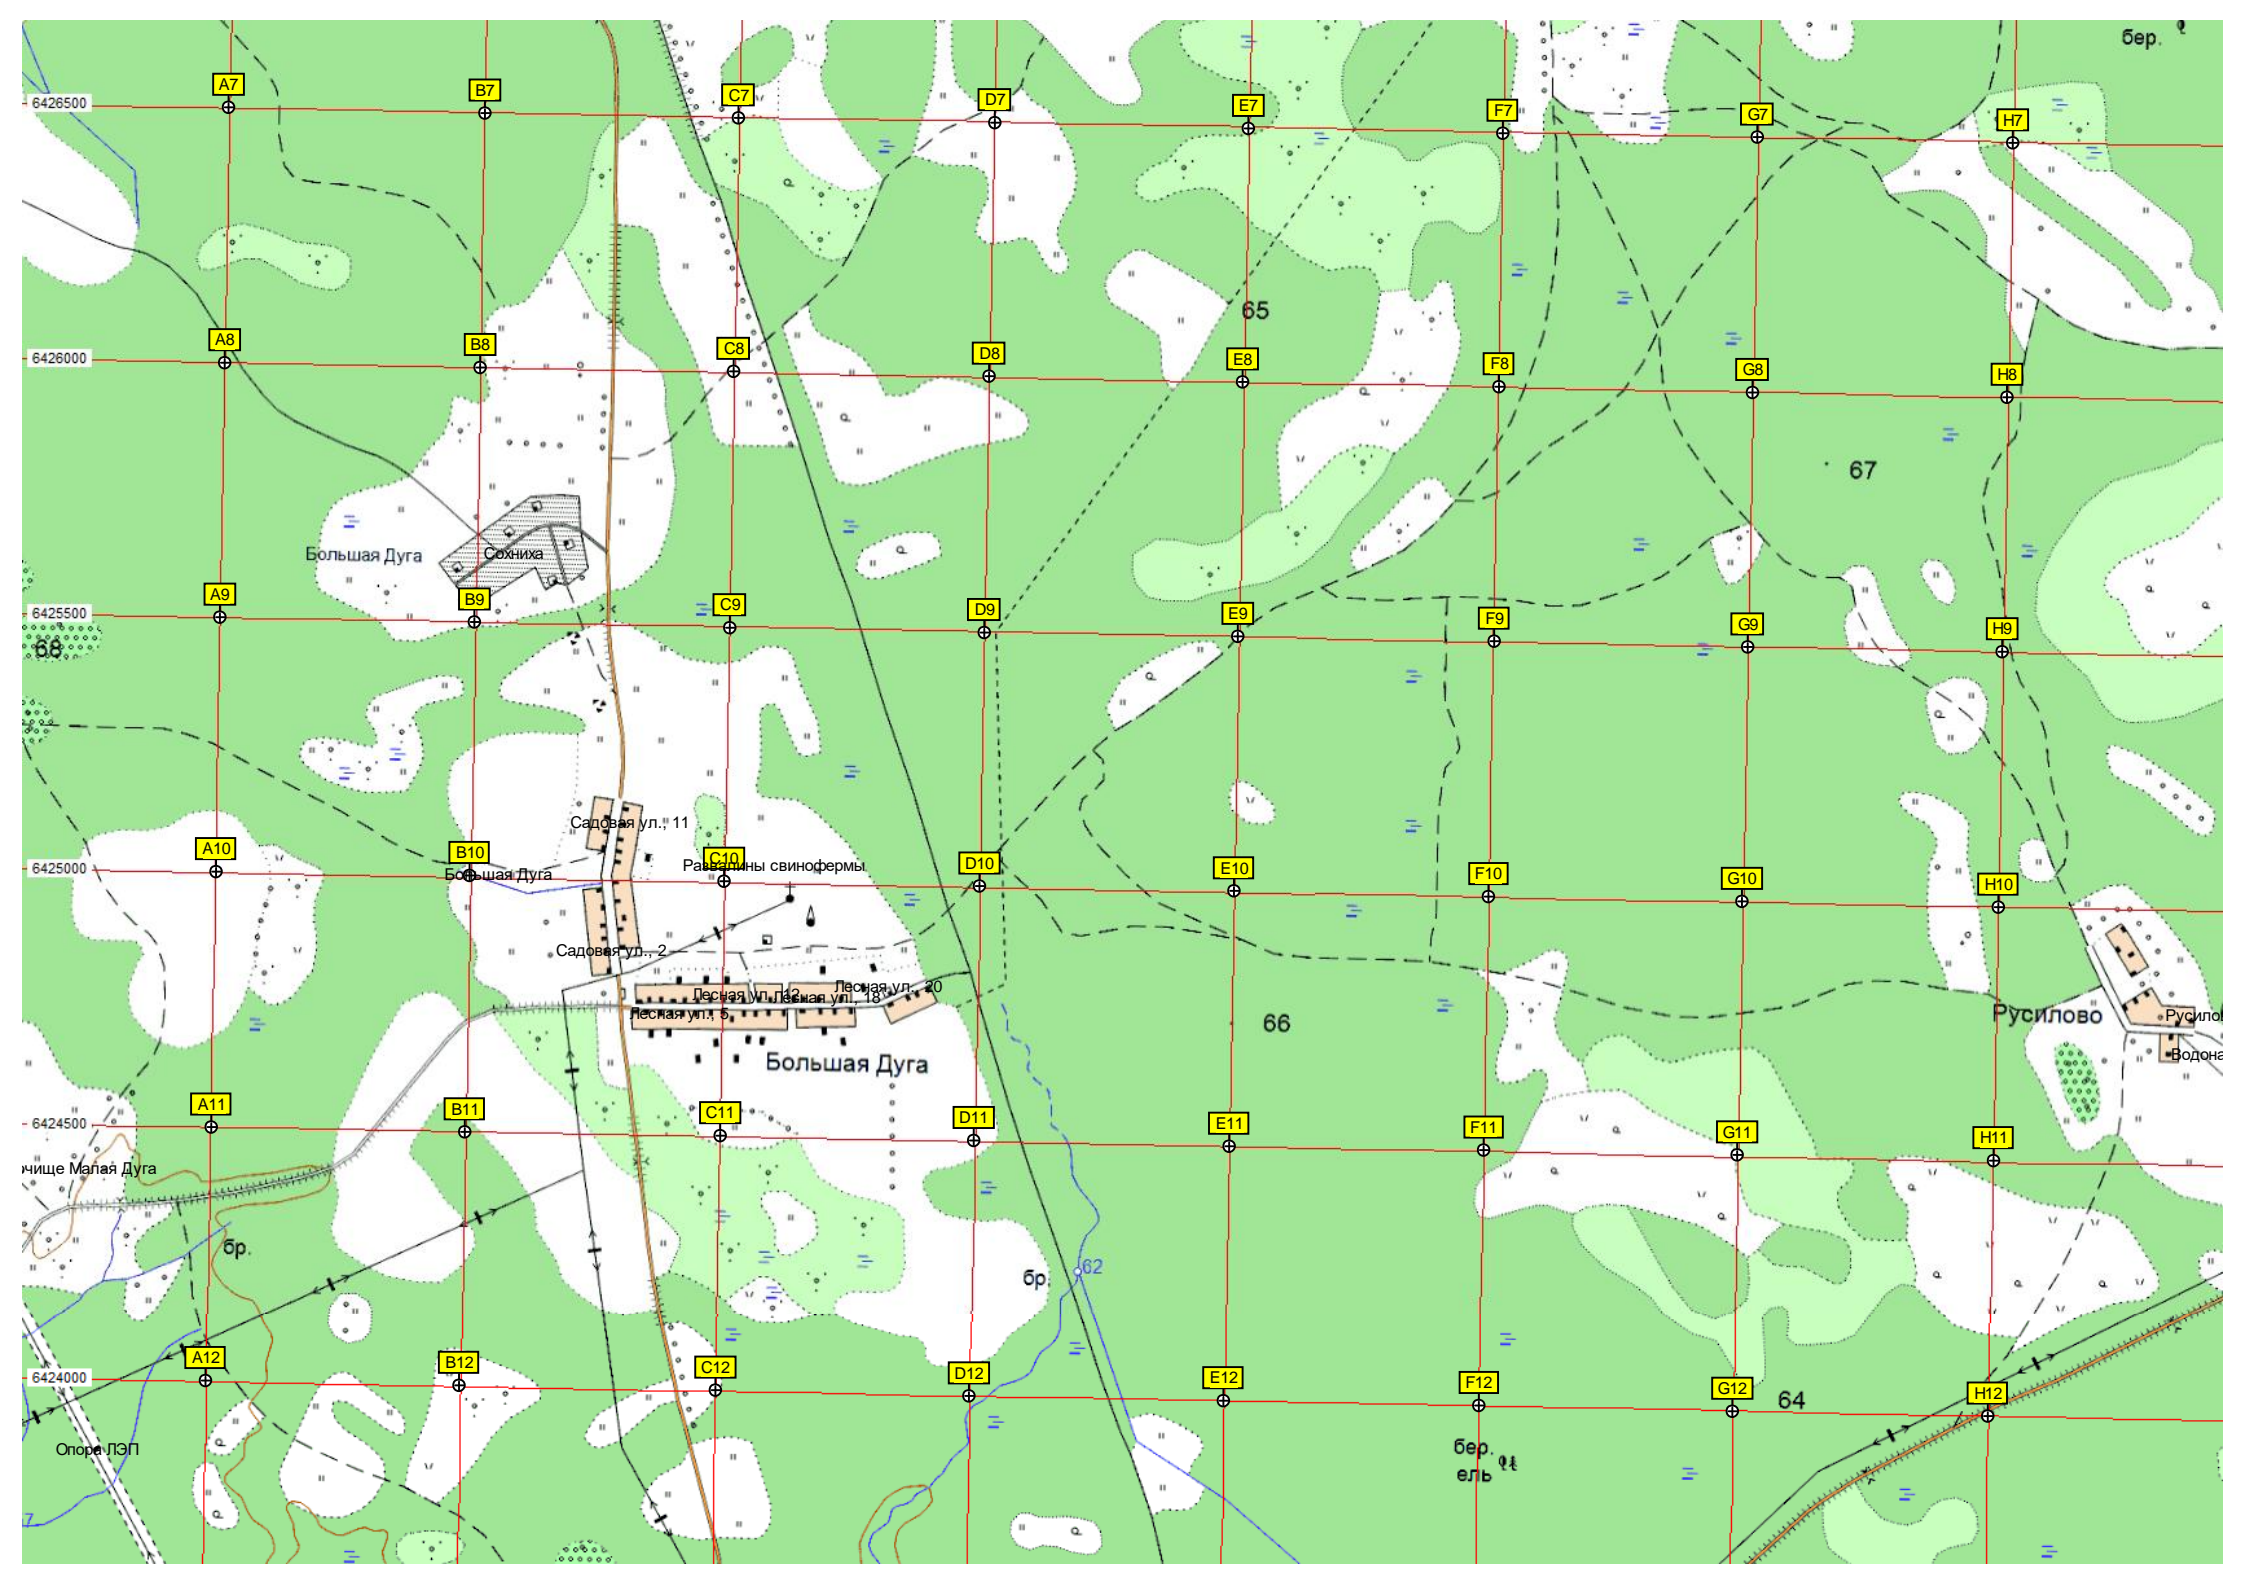 бер.
A7
B7
C7
D7
E7
F7
G7
H7
6426500
65
A8
B8
C8
D8
E8
F8
G8
H8
6426000
67
Большая Дуга
Сохниха
A9
B9
C9
D9
E9
F9
G9
H9
6425500
68
Садовая ул., 11
A10
B10
C10
D10
E10
F10
G10
H10
6425000
Развалины свинофермы
Большая Дуга
Садовая ул., 2
Лесная ул., 20
Лесная ул., 12
Лесная ул., 18
Лесная ул., 5
66
Русилово
Русило
Водона
Большая Дуга
A11
B11
C11
D11
E11
F11
G11
H11
6424500
чище Малая Дуга
бр.
бр.
62
A12
B12
C12
D12
E12
F12
G12
H12
6424000
64
Опора ЛЭП
бер.
ель
7